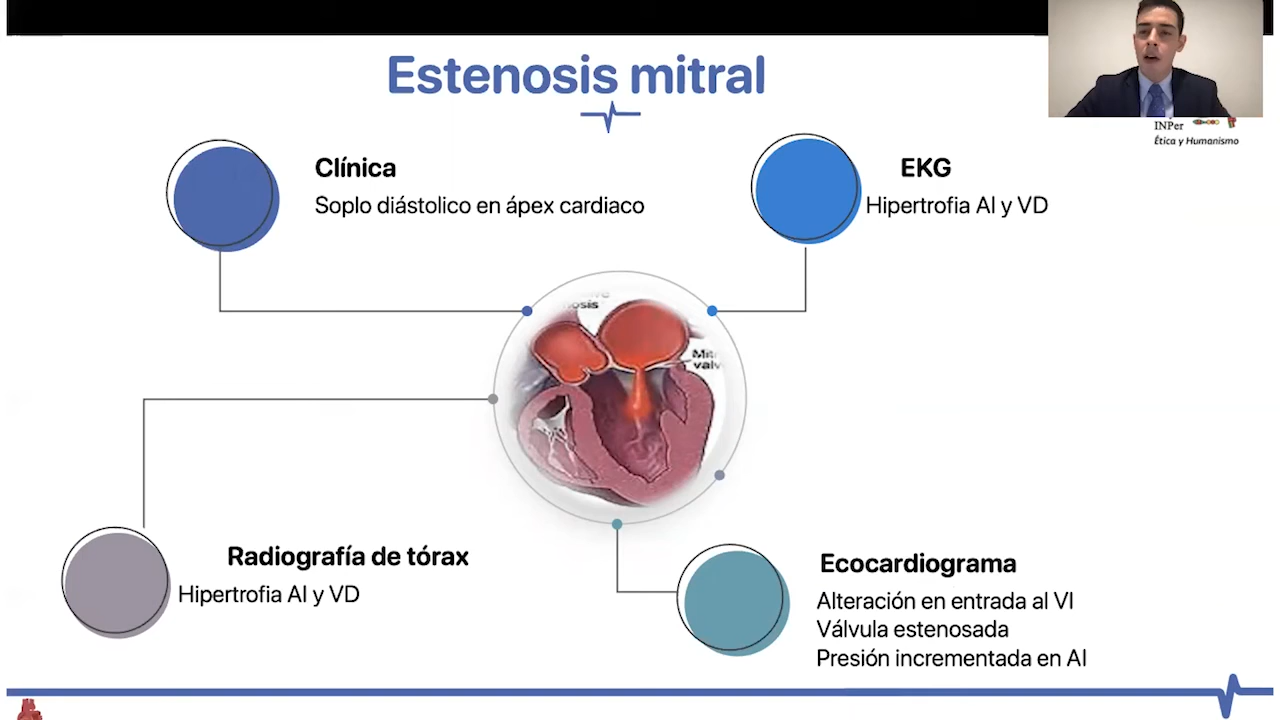 Estenosis mitral
INPer
Ética y Humanismo
Clínica
Soplo diástolico en ápex cardiaco
EKG
Hipertrofia AI y VD
Radiografía de tórax
Hipertrofia AI y VD
Ecocardiograma
Alteración en entrada al VI
Válvula estenosada
Presión incrementada en AI